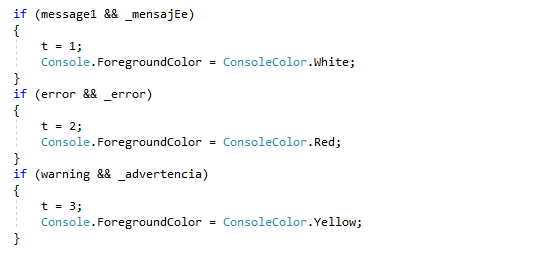 if (message1 && _mensajEe)
{
t = 1;
Console.ForegroundColor = ConsoleColor.White;
}
if (error && _error)
{
t = 2;
Console.ForegroundColor = ConsoleColor.Red;
}
if (warning && _advertencia)
{
t = 3;
Console.ForegroundColor = ConsoleColor.Yellow;
}